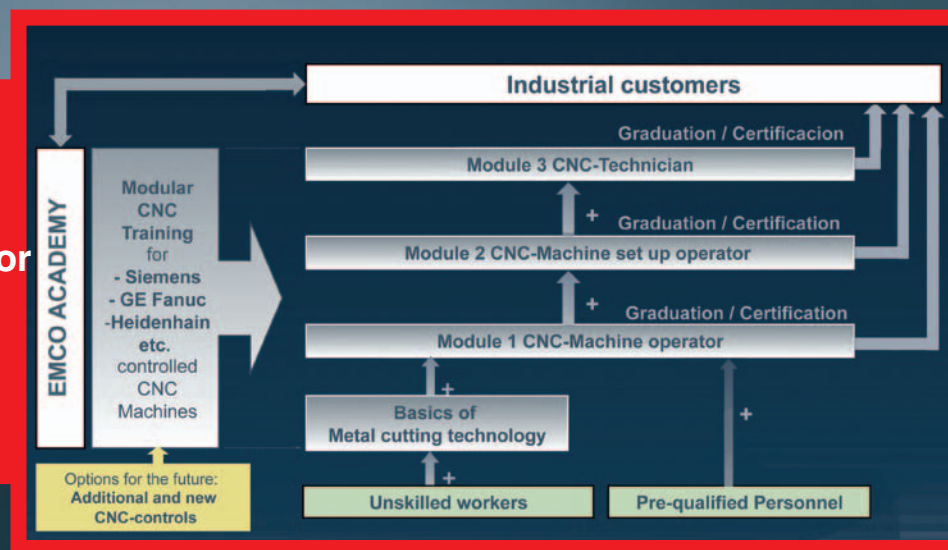 Industrial customers
Graduation / Certificacion
Module 3 CNC-Technician
+
Graduation / Certification
Module 2 CNC-Machine set up operator
+
Graduation / Certification
Module 1 CNC-Machine operator
+
+
Basics of
Metal cutting technology
+
Unskilled workers
Pre-qualified Personnel
EMCO ACADEMY
Modular
CNC
Training
for
- Siemens
- GE Fanuc
-Heidenhain
etc.
controlled
CNC
Machines
Options for the future:
Additional and new
CNC-controls
or